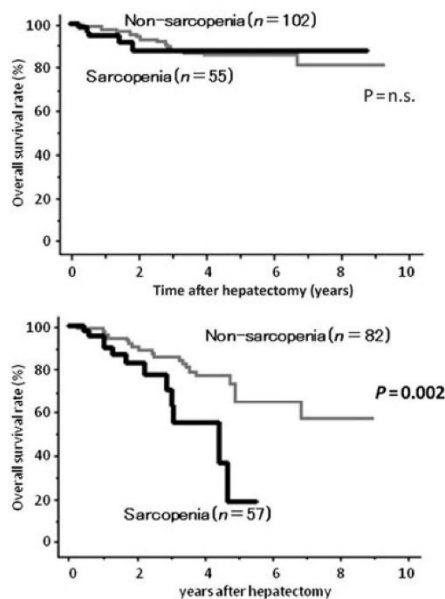 Non-sarcopenia(n=102)
100
80
60
40
20
0
Overall survival rate (%)
Sarcopenia(n=55)
P=n.s.
0 2 4 6 8 10
Time after hepatectomy (years)
Non-sarcopenia(n=82)
100
80
60
40
20
0
Overall survival rate (%)
P=0.002
Sarcopenia(n=57)
0 2 4 6 8 10
years after hepatectomy